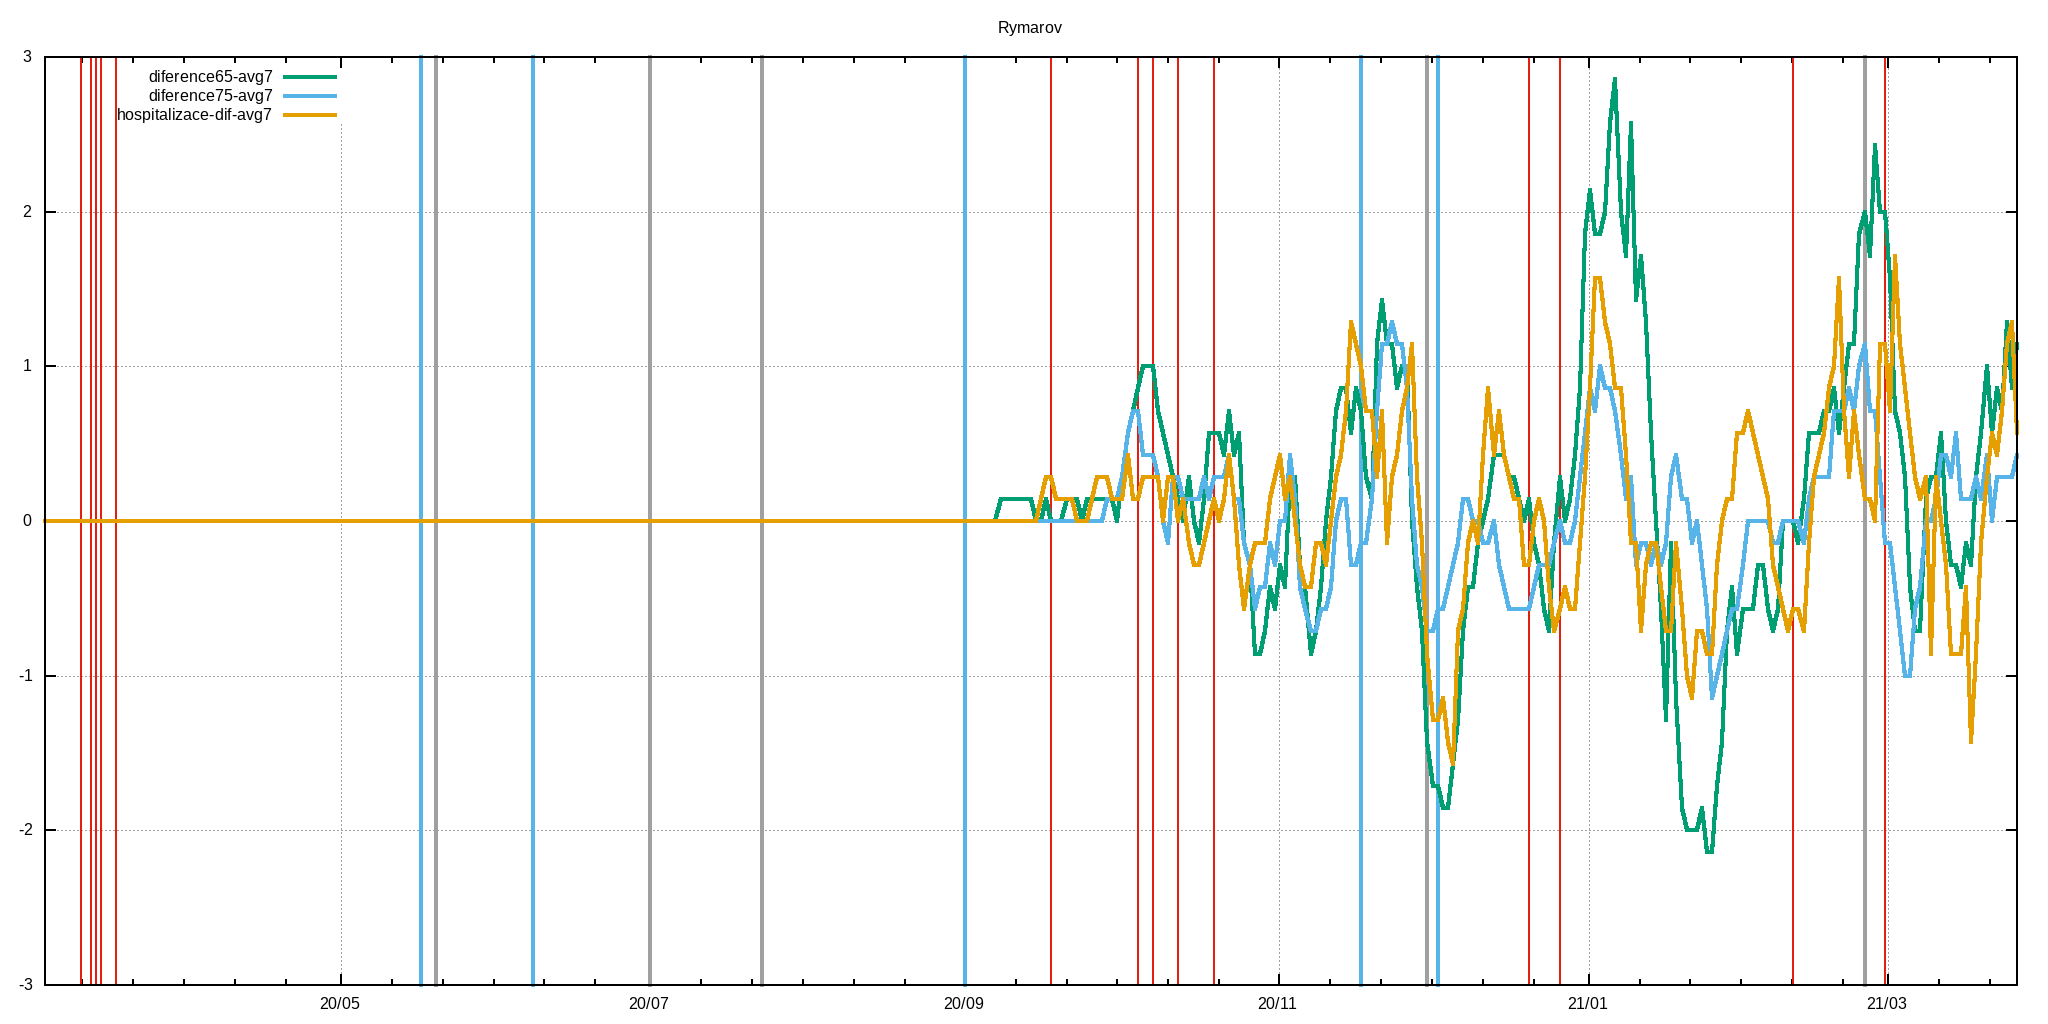 Rymarov
diference65-avg7
diference75-avg7
hospitalizace-dif-avg7
3
2
1
0
-1
-2
-3
20/05 20/07 20/09 20/11 21/01 21/03